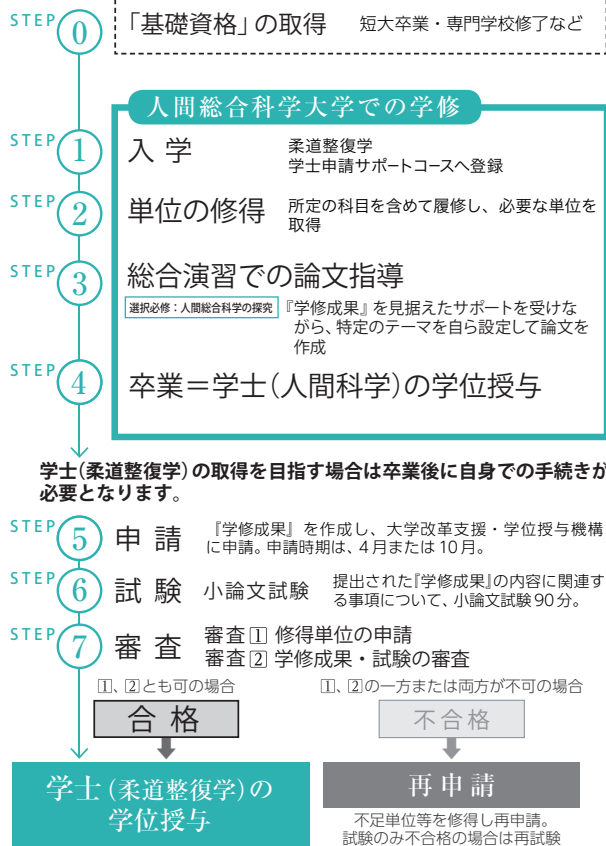 STEP 0 「基礎資格」の取得 短大卒業・専門学校修了など
人間総合科学大学での学修
STEP 1 入学 柔道整復学
学士申請サポートコースへ登録
STEP 2 単位の修得 所定の科目を含めて履修し、必要な単位を
取得
STEP 3 総合演習での論文指導
選択必修：人間総合科学の探究 『学修成果』を見据えたサポートを受けな
がら、特定のテーマを自ら設定して論文を
作成
STEP 4 卒業＝学士（人間科学）の学位授与
学士（柔道整復学）の取得を目指す場合は卒業後に自身での手続きが
必要となります。
STEP 5 申請 『学修成果』を作成し、大学改革支援・学位授与機構
に申請。申請時期は、4月または10月。
STEP 6 試験 小論文試験 提出された『学修成果』の内容に関連す
る事項について、小論文試験90分。
STEP 7 審査 審査1 修得単位の申請
審査2 学修成果・試験の審査
1、2とも可の場合
合格
学士（柔道整復学）の
学位授与
1、2の一方または両方が不可の場合
不合格
再申請
不足単位等を修得し再申請。
試験のみ不合格の場合は再試験